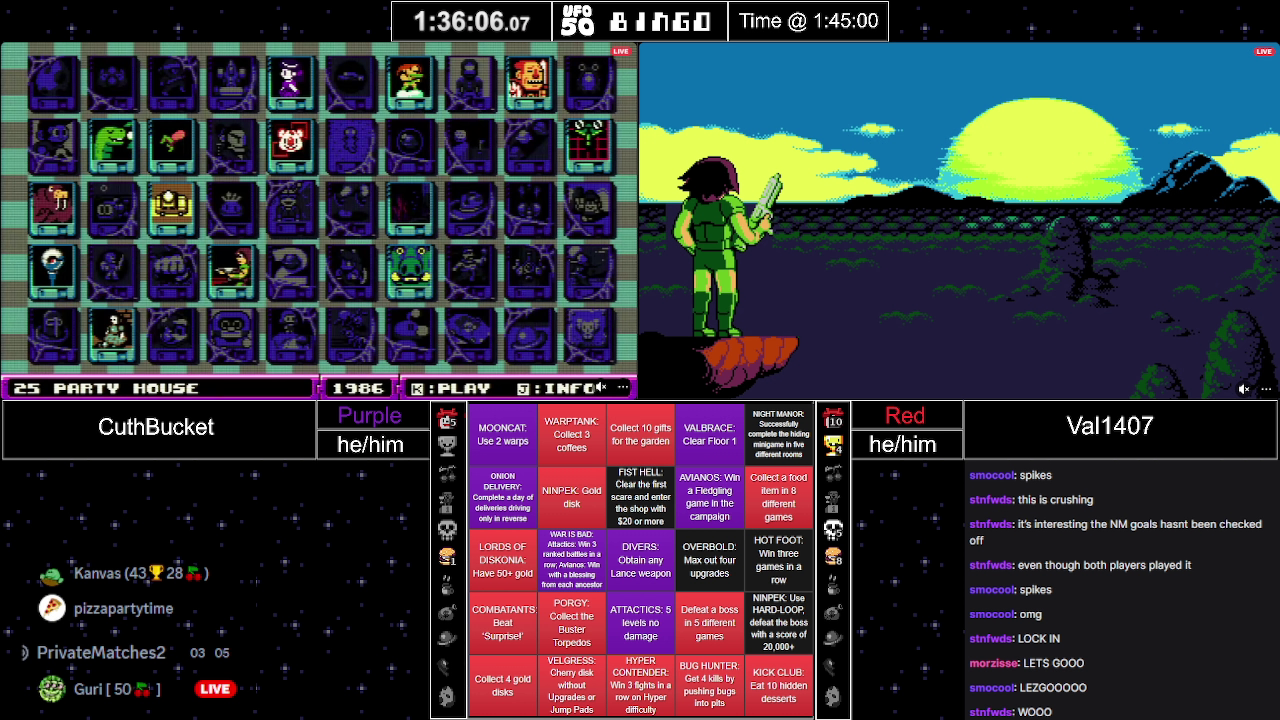 1:36:06.07
UFO 50
BINGO
Time @ 1:45:00
LIVE
LIVE
25 PARTY HOUSE
1986
K:PLAY
J:INFO
CuthBucket
Purple
he/him
Red
he/him
Val1407
5
1
10
4
5
8
MOONCAT:
Use 2 warps
WARPTANK:
Collect 3
coffees
Collect 10 gifts
for the garden
VALBRACE:
Clear Floor 1
NIGHT MANOR:
Successfully
complete the hiding
minigame in five
different rooms
ONION
DELIVERY:
Complete a day of
deliveries driving
only in reverse
NINPEK: Gold
disk
FIST HELL:
Clear the first
scare and enter
the shop with
$20 or more
AVIANOS: Win
a Fledgling
game in the
campaign
Collect a food
item in 8
different
games
LORDS OF
DISKONIA:
Have 50+ gold
WAR IS BAD:
Attactics: Win 3
ranked battles in a
row; Avianos: Win
with a blessing
from each ancestor
DIVERS:
Obtain any
Lance weapon
OVERBOLD:
Max out four
upgrades
HOT FOOT:
Win three
games in a
row
COMBATANTS:
Beat
'Surprise!'
PORGY:
Collect the
Buster
Torpedos
ATTACTICS: 5
levels no
damage
Defeat a boss
in 5 different
games
NINPEK: Use
HARD-LOOP,
defeat the boss
with a score of
20,000+
Collect 4 gold
disks
VELGRESS:
Cherry disk
without
Upgrades or
Jump Pads
HYPER
CONTENDER:
Win 3 fights in a
row on Hyper
difficulty
BUG HUNTER:
Get 4 kills by
pushing bugs
into pits
KICK CLUB:
Eat 10 hidden
desserts
Kanvas (43🏆28🍒)
pizzapartytime
PrivateMatches2 03 05
Guri [ 50🍒 ] LIVE
smocool: spikes
stnfwds: this is crushing
stnfwds: it's interesting the NM goals hasnt been checked
off
stnfwds: even though both players played it
smocool: spikes
smocool: omg
stnfwds: LOCK IN
morzisse: LETS GOOO
smocool: LEZGOOOOO
stnfwds: WOOO